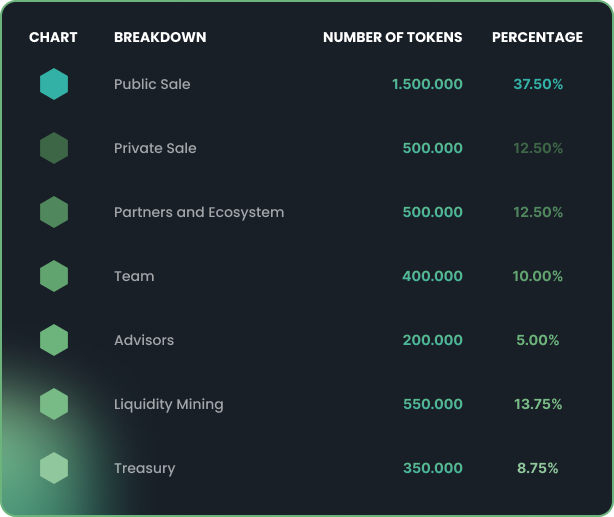 CHART BREAKDOWN NUMBER OF TOKENS PERCENTAGE
Public Sale 1.500.000 37.50%
Private Sale 500.000 12.50%
Partners and Ecosystem 500.000 12.50%
Team 400.000 10.00%
Advisors 200.000 5.00%
Liquidity Mining 550.000 13.75%
Treasury 350.000 8.75%